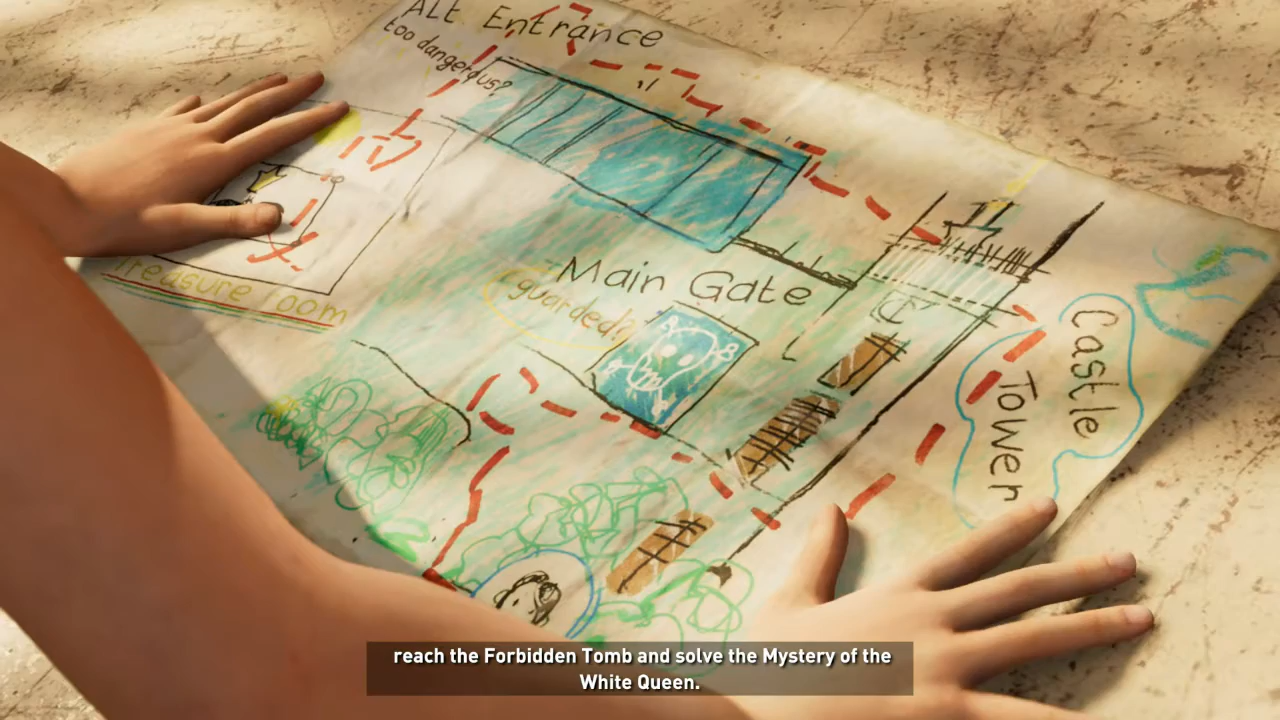 ALt. Entrance
too dangerous?
Treasure room
Main Gate
guarded?
Castle
Tower
reach the Forbidden Tomb and solve the Mystery of the
White Queen.